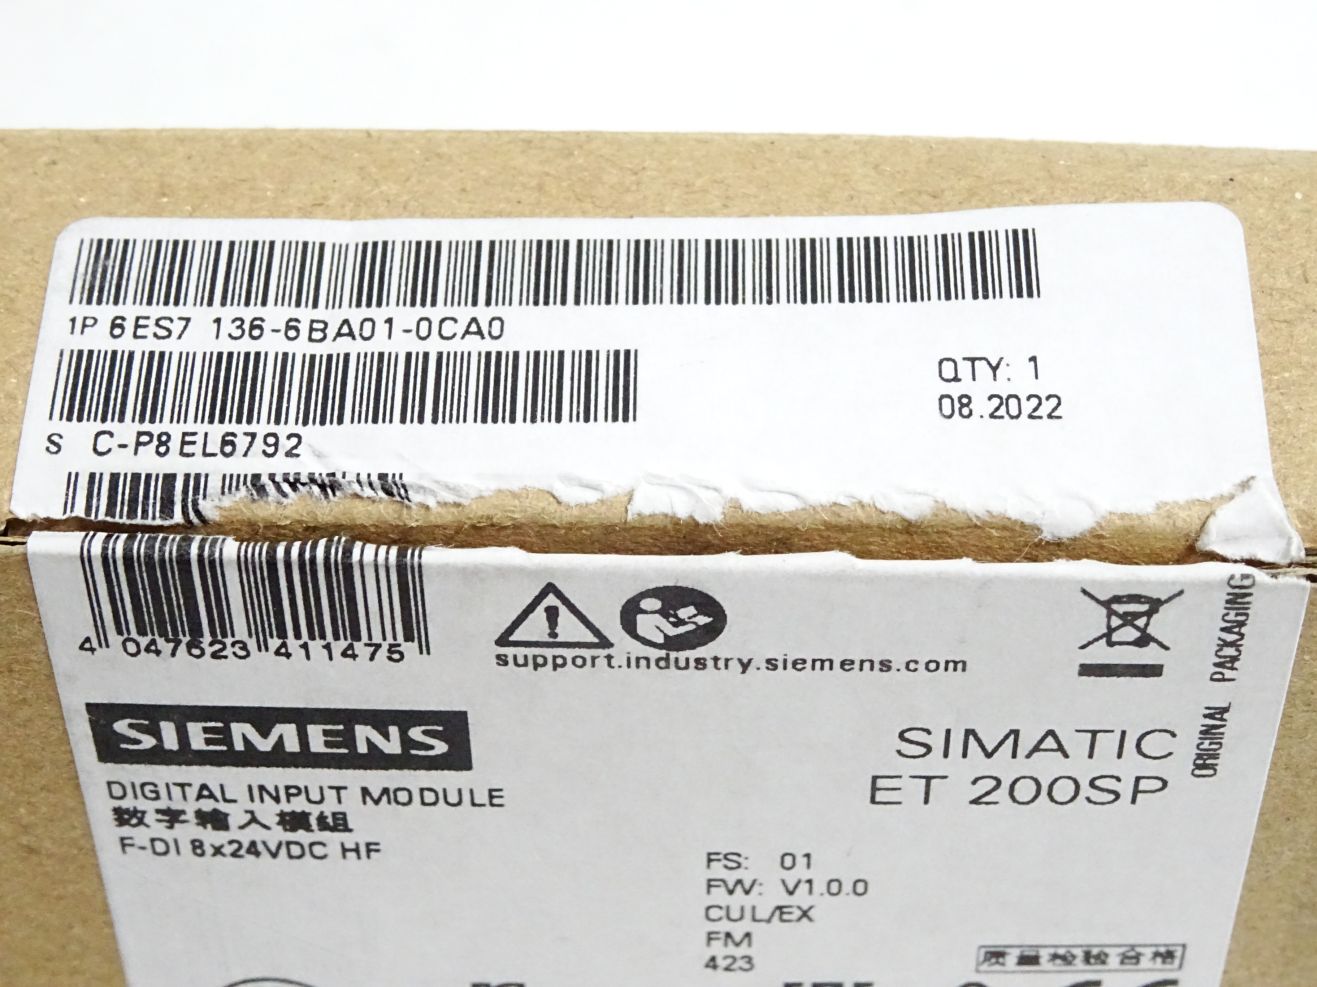 1P 6ES7 136-6BA01-0CA0
QTY: 1
08.2022
S C-P8EL6792
4 047623 411475
support.industry.siemens.com
ORIGINAL PACKAGING
SIEMENS
SIMATIC
ET 200SP
DIGITAL INPUT MODULE
数字輸入模組
F-DI 8x24VDC HF
FS: 01
FW: V1.0.0
CUL/EX
FM
423
质量检验合格